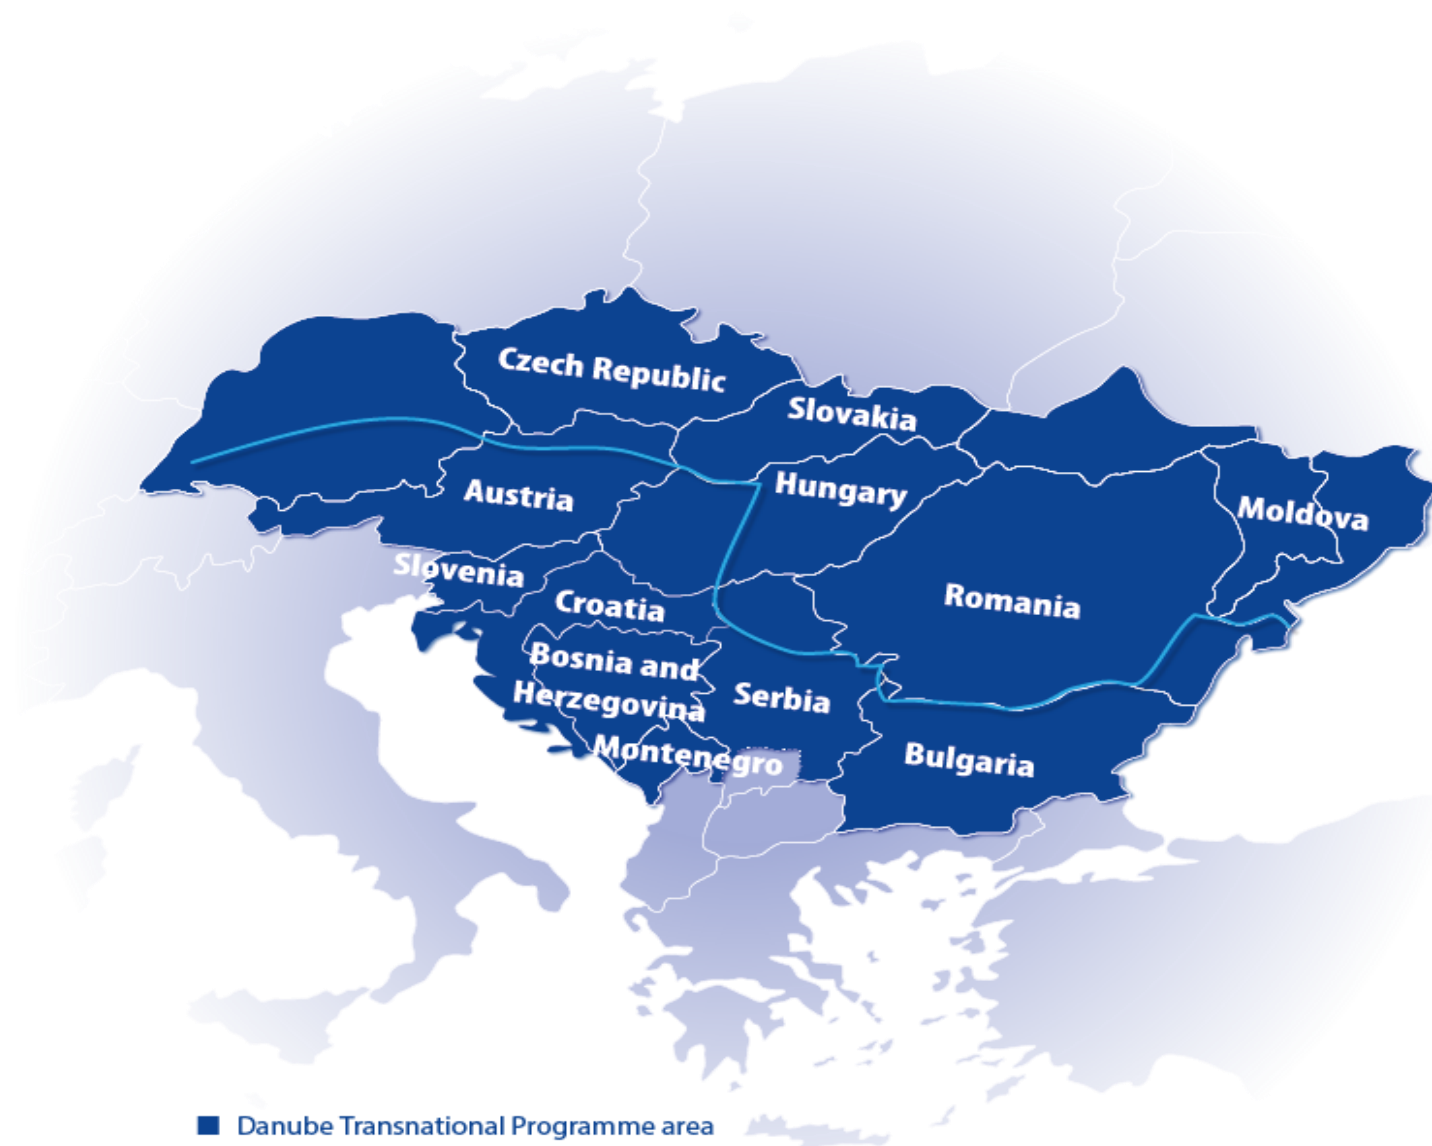 Czech Republic
Slovakia
Hungary
Austria
Moldova
Slovenia
Croatia
Romania
Bosnia and
Herzegovina
Serbia
Montenegro
Bulgaria
Danube Transnational Programme area